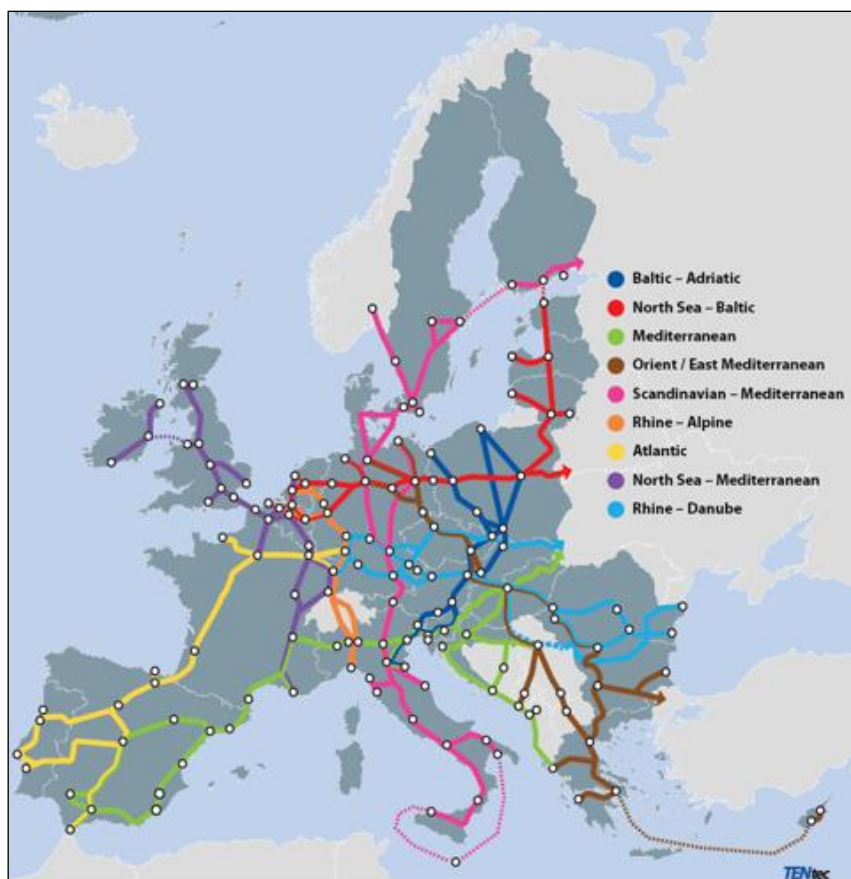 Baltic – Adriatic
North Sea – Baltic
Mediterranean
Orient / East Mediterranean
Scandinavian – Mediterranean
Rhine – Alpine
Atlantic
North Sea – Mediterranean
Rhine – Danube
TENtec